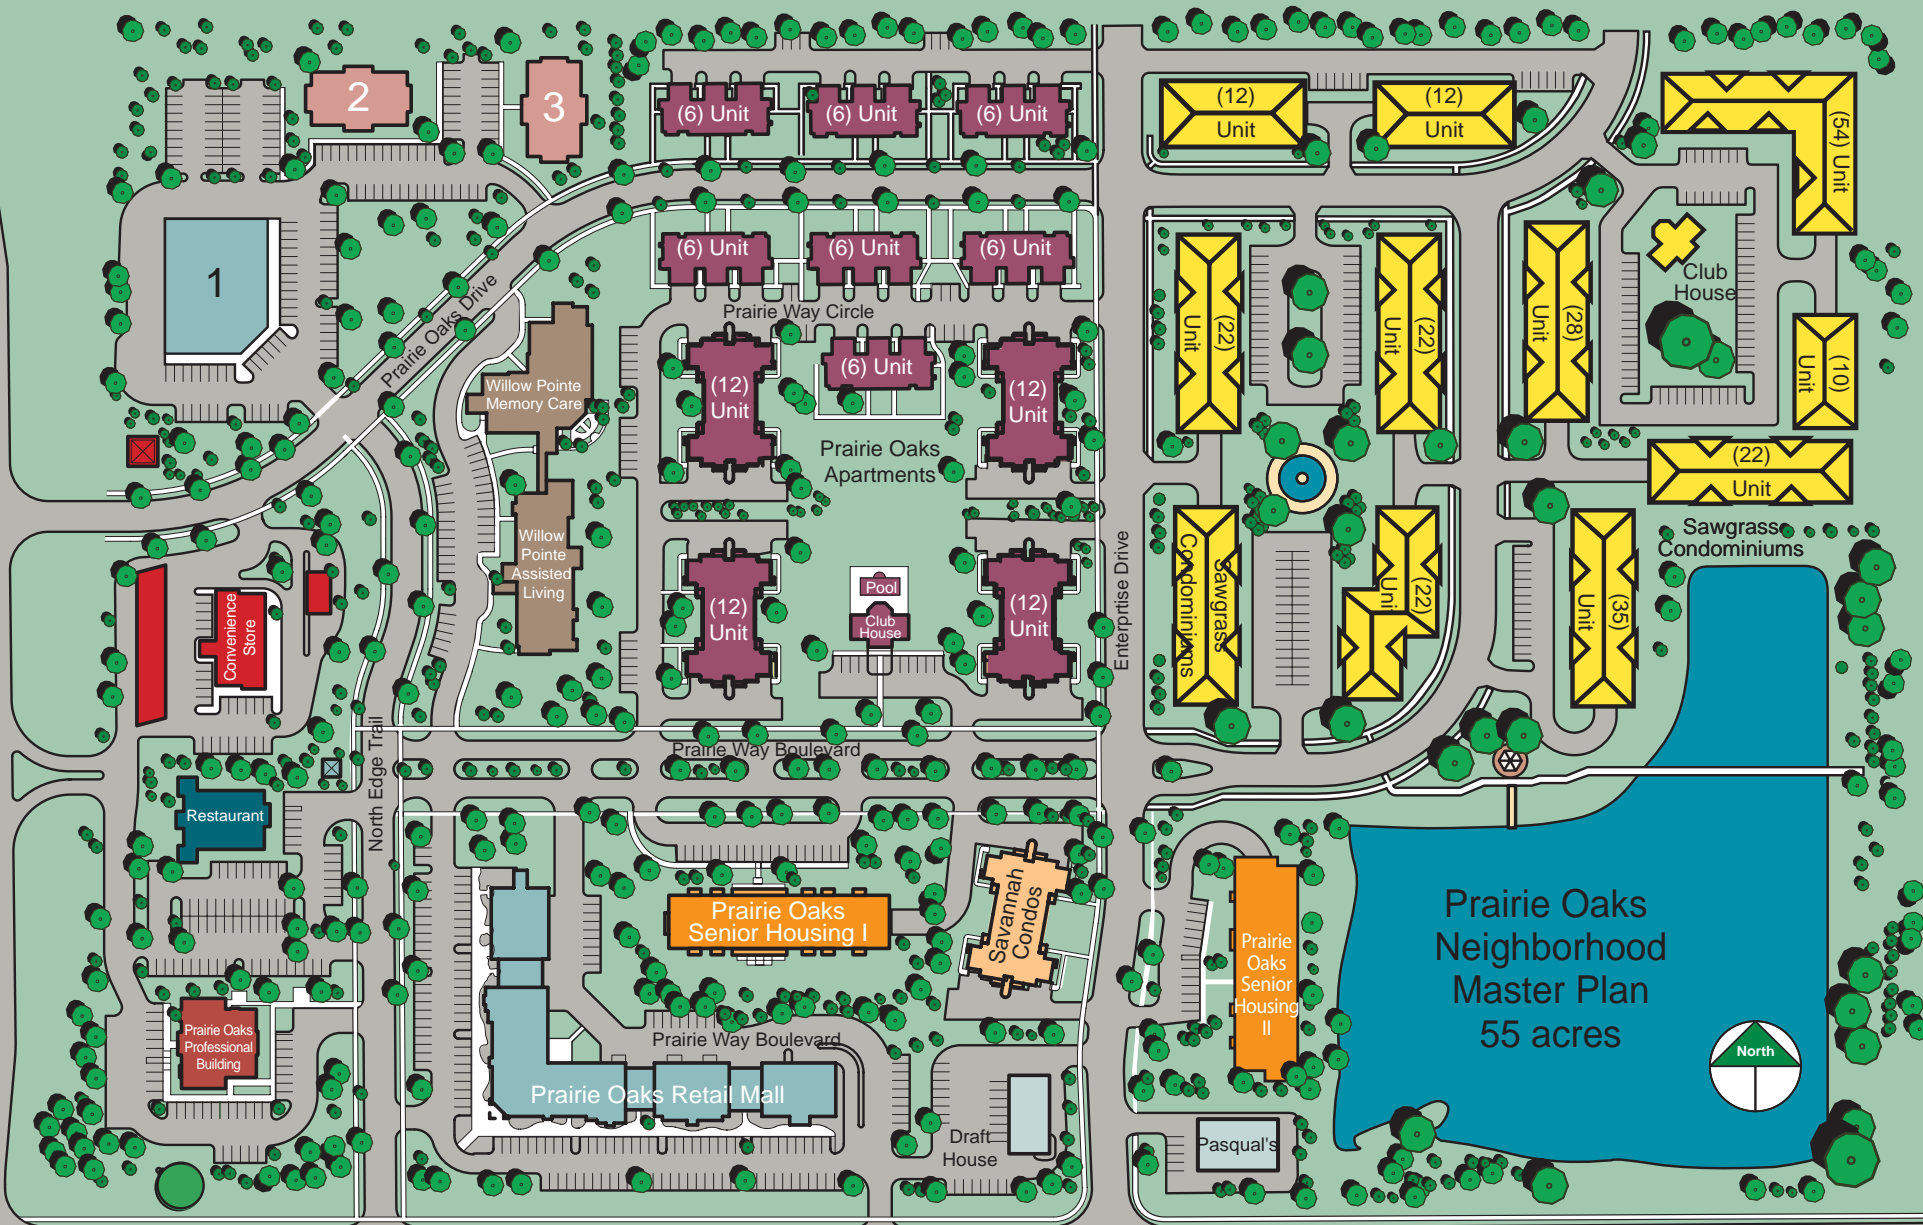 2
3
1
(6) Unit
(6) Unit
(6) Unit
(12)
Unit
(12)
Unit
(54) Unit
(6) Unit
(6) Unit
(6) Unit
Prairie Oaks Drive
Prairie Way Circle
Club
House
(22)
Unit
(22)
Unit
(28)
Unit
(10)
Unit
Willow Pointe
Memory Care
(12)
Unit
(6) Unit
(12)
Unit
Prairie Oaks
Apartments
(22)
Unit
Sawgrass
Condominiums
Willow
Pointe
Assisted
Living
Enterprise Drive
Sawgrass
Condominiums
(22)
Unit
(35)
Unit
Convenience
Store
(12)
Unit
Pool
Club
House
(12)
Unit
North Edge Trail
Prairie Way Boulevard
Restaurant
Prairie Oaks
Senior Housing I
Savannah
Condos
Prairie
Oaks
Senior
Housing
II
Prairie Oaks
Neighborhood
Master Plan
55 acres
North
Prairie Oaks
Professional
Building
Prairie Way Boulevard
Prairie Oaks Retail Mall
Draft
House
Pasqual's